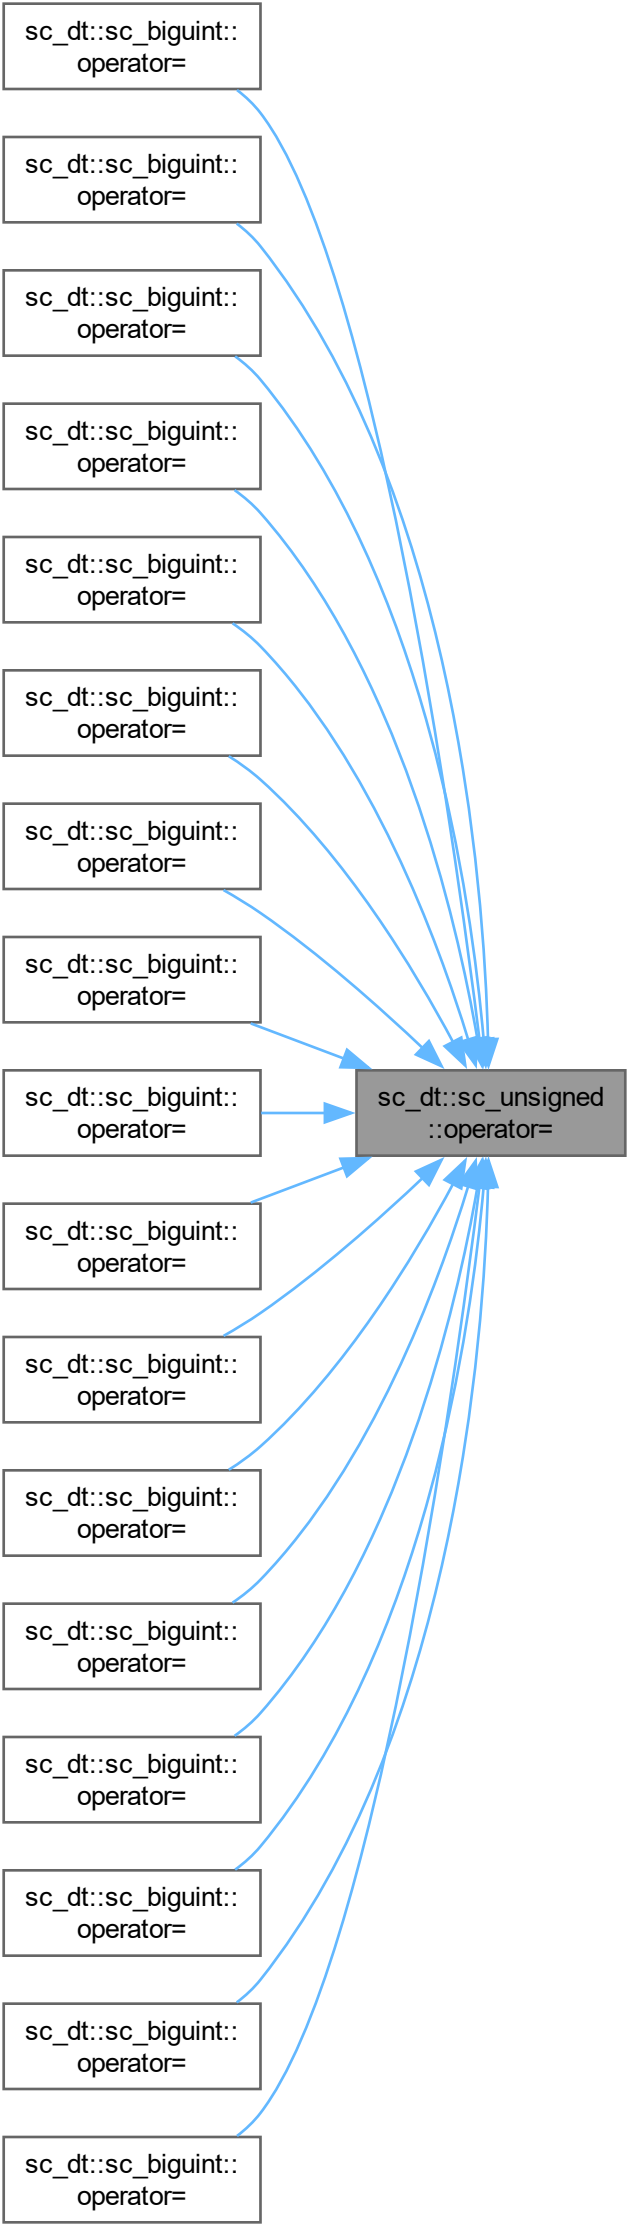 sc_dt::sc_biguint::
operator=
sc_dt::sc_biguint::
operator=
sc_dt::sc_biguint::
operator=
sc_dt::sc_biguint::
operator=
sc_dt::sc_biguint::
operator=
sc_dt::sc_biguint::
operator=
sc_dt::sc_biguint::
operator=
sc_dt::sc_biguint::
operator=
sc_dt::sc_biguint::
operator=
sc_dt::sc_unsigned
::operator=
sc_dt::sc_biguint::
operator=
sc_dt::sc_biguint::
operator=
sc_dt::sc_biguint::
operator=
sc_dt::sc_biguint::
operator=
sc_dt::sc_biguint::
operator=
sc_dt::sc_biguint::
operator=
sc_dt::sc_biguint::
operator=
sc_dt::sc_biguint::
operator=